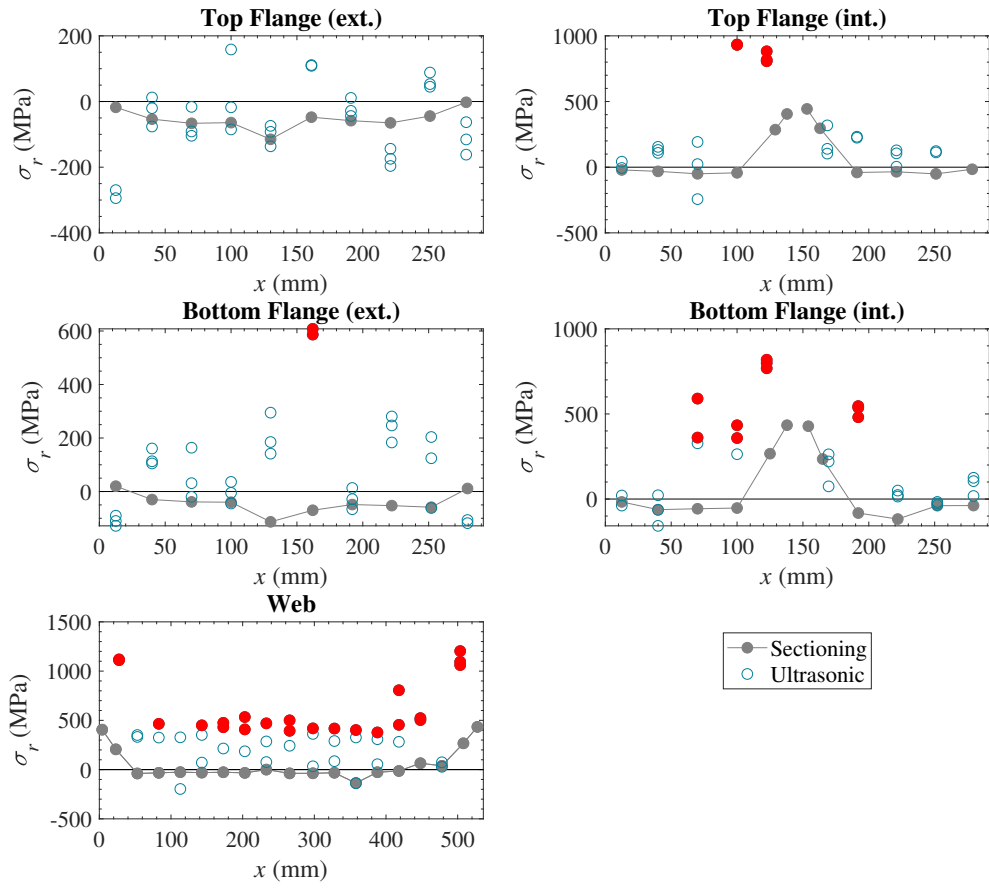 Top Flange (ext.)
200
0
-200
-400
σr (MPa)
0 50 100 150 200 250
x (mm)
Top Flange (int.)
1000
500
0
-500
σr (MPa)
0 50 100 150 200 250
x (mm)
Bottom Flange (ext.)
600
400
200
0
σr (MPa)
0 50 100 150 200 250
x (mm)
Bottom Flange (int.)
1000
500
0
σr (MPa)
0 50 100 150 200 250
x (mm)
Web
1500
1000
500
0
-500
σr (MPa)
0 100 200 300 400 500
x (mm)
Sectioning
Ultrasonic